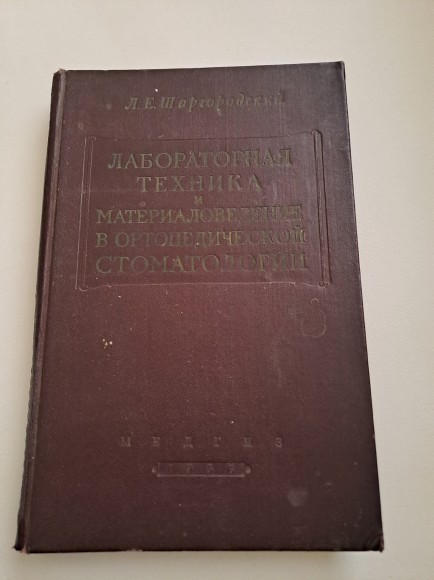 Л.Е.Шаргородский
ЛАБОРАТОРНАЯ
ТЕХНИКА
И
МАТЕРИАЛОВЕДЕНИЕ
В ОРТОПЕДИЧЕСКОЙ
СТОМАТОЛОГИИ
МЕДГИЗ